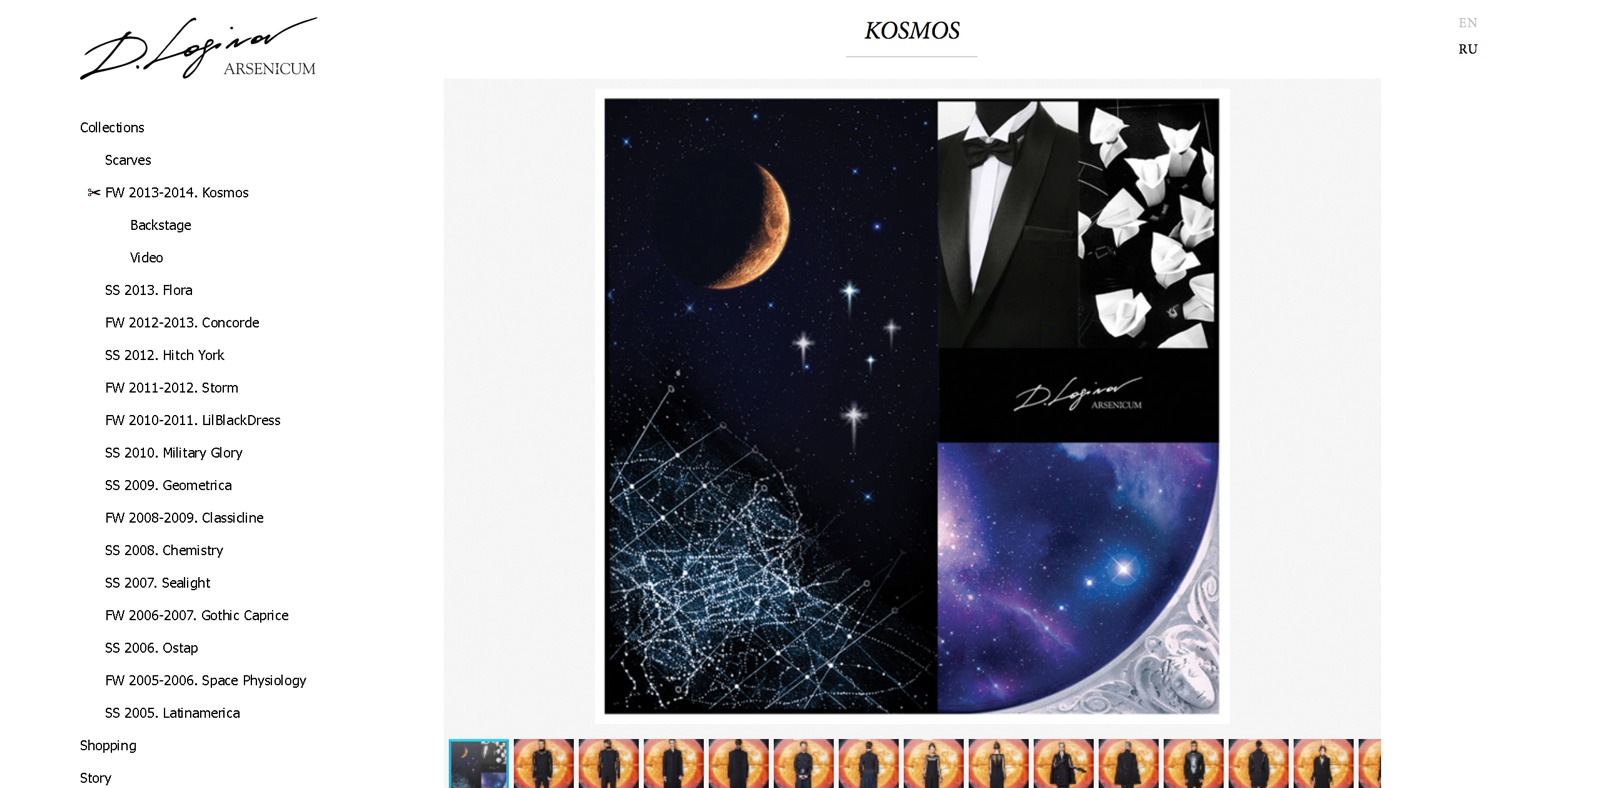 D. Loginov
ARSENICUM
KOSMOS
EN
RU
Collections
Scarves
FW 2013-2014. Kosmos
Backstage
Video
SS 2013. Flora
FW 2012-2013. Concorde
SS 2012. Hitch York
FW 2011-2012. Storm
FW 2010-2011. LilBlackDress
SS 2010. Military Glory
SS 2009. Geometrica
FW 2008-2009. Classicline
SS 2008. Chemistry
SS 2007. Sealight
FW 2006-2007. Gothic Caprice
SS 2006. Ostap
FW 2005-2006. Space Physiology
SS 2005. Latinamerica
Shopping
Story
D. Loginov
ARSENICUM